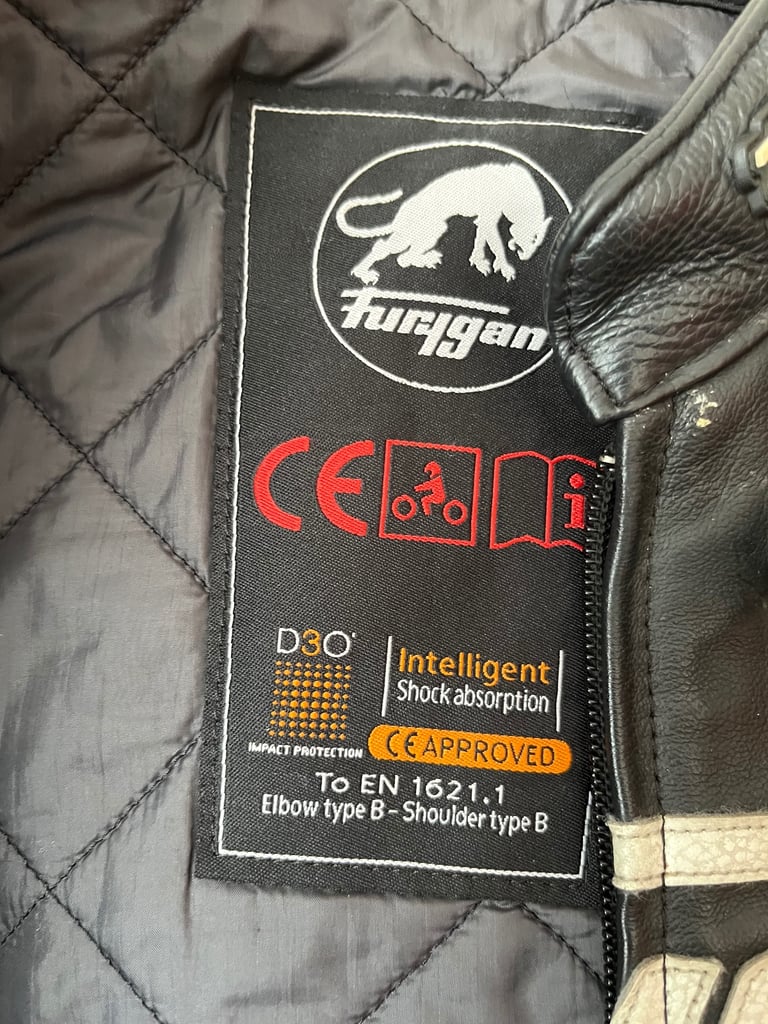 furygan
CE
i
D3O
Intelligent
Shock absorption
IMPACT PROTECTION
CE APPROVED
To EN 1621.1
Elbow type B - Shoulder type B